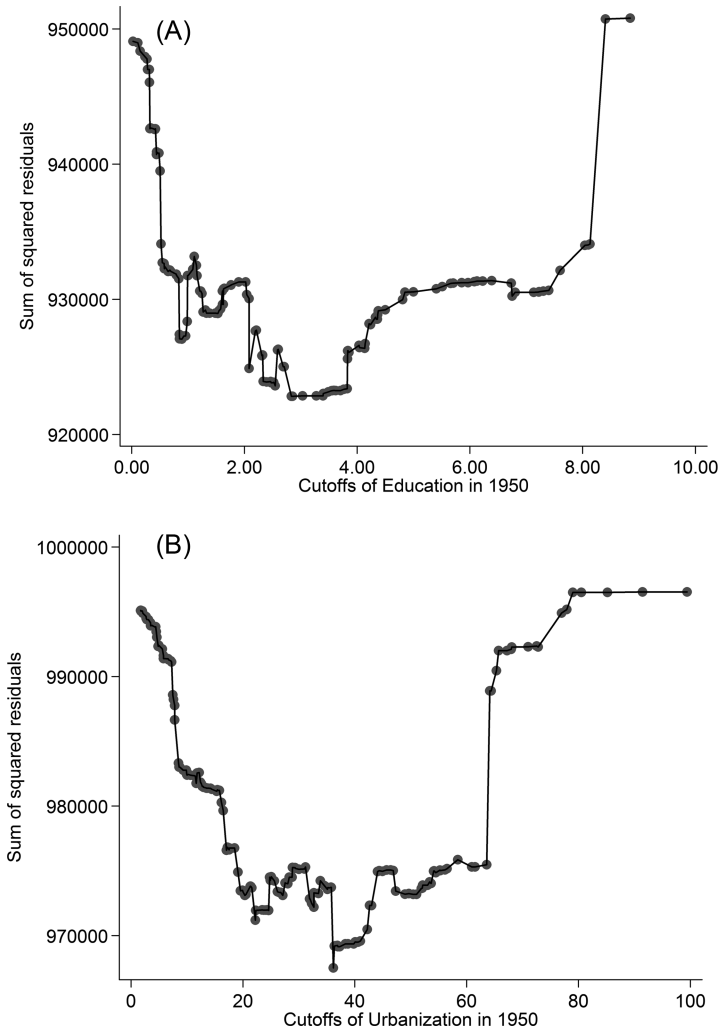 (A)
950000
940000
930000
920000
Sum of squared residuals
0.00 2.00 4.00 6.00 8.00 10.00
Cutoffs of Education in 1950
(B)
1000000
990000
980000
970000
Sum of squared residuals
0 20 40 60 80 100
Cutoffs of Urbanization in 1950